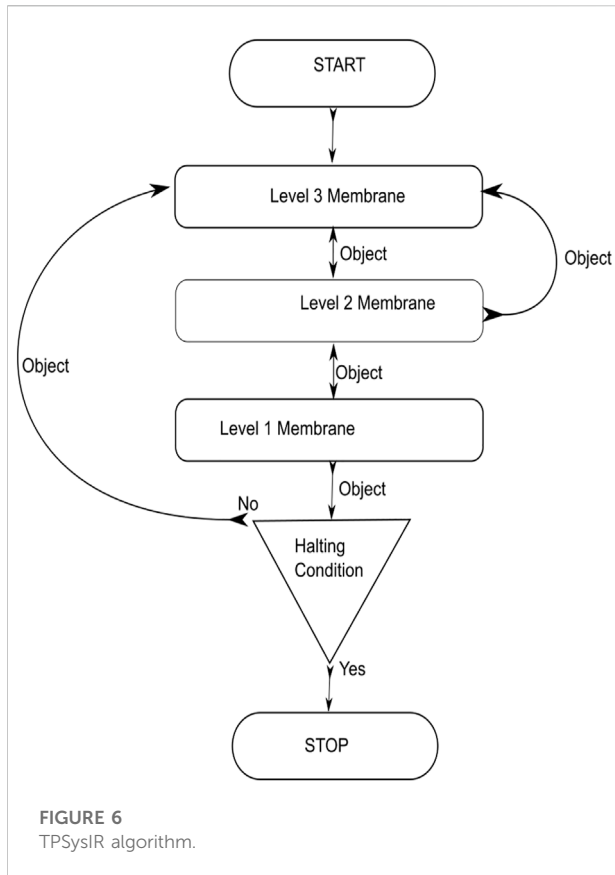 START
Level 3 Membrane
Object
Object
Level 2 Membrane
Object
Object
Level 1 Membrane
Object
No
Halting
Condition
Yes
STOP
FIGURE 6
TPSysIR algorithm.